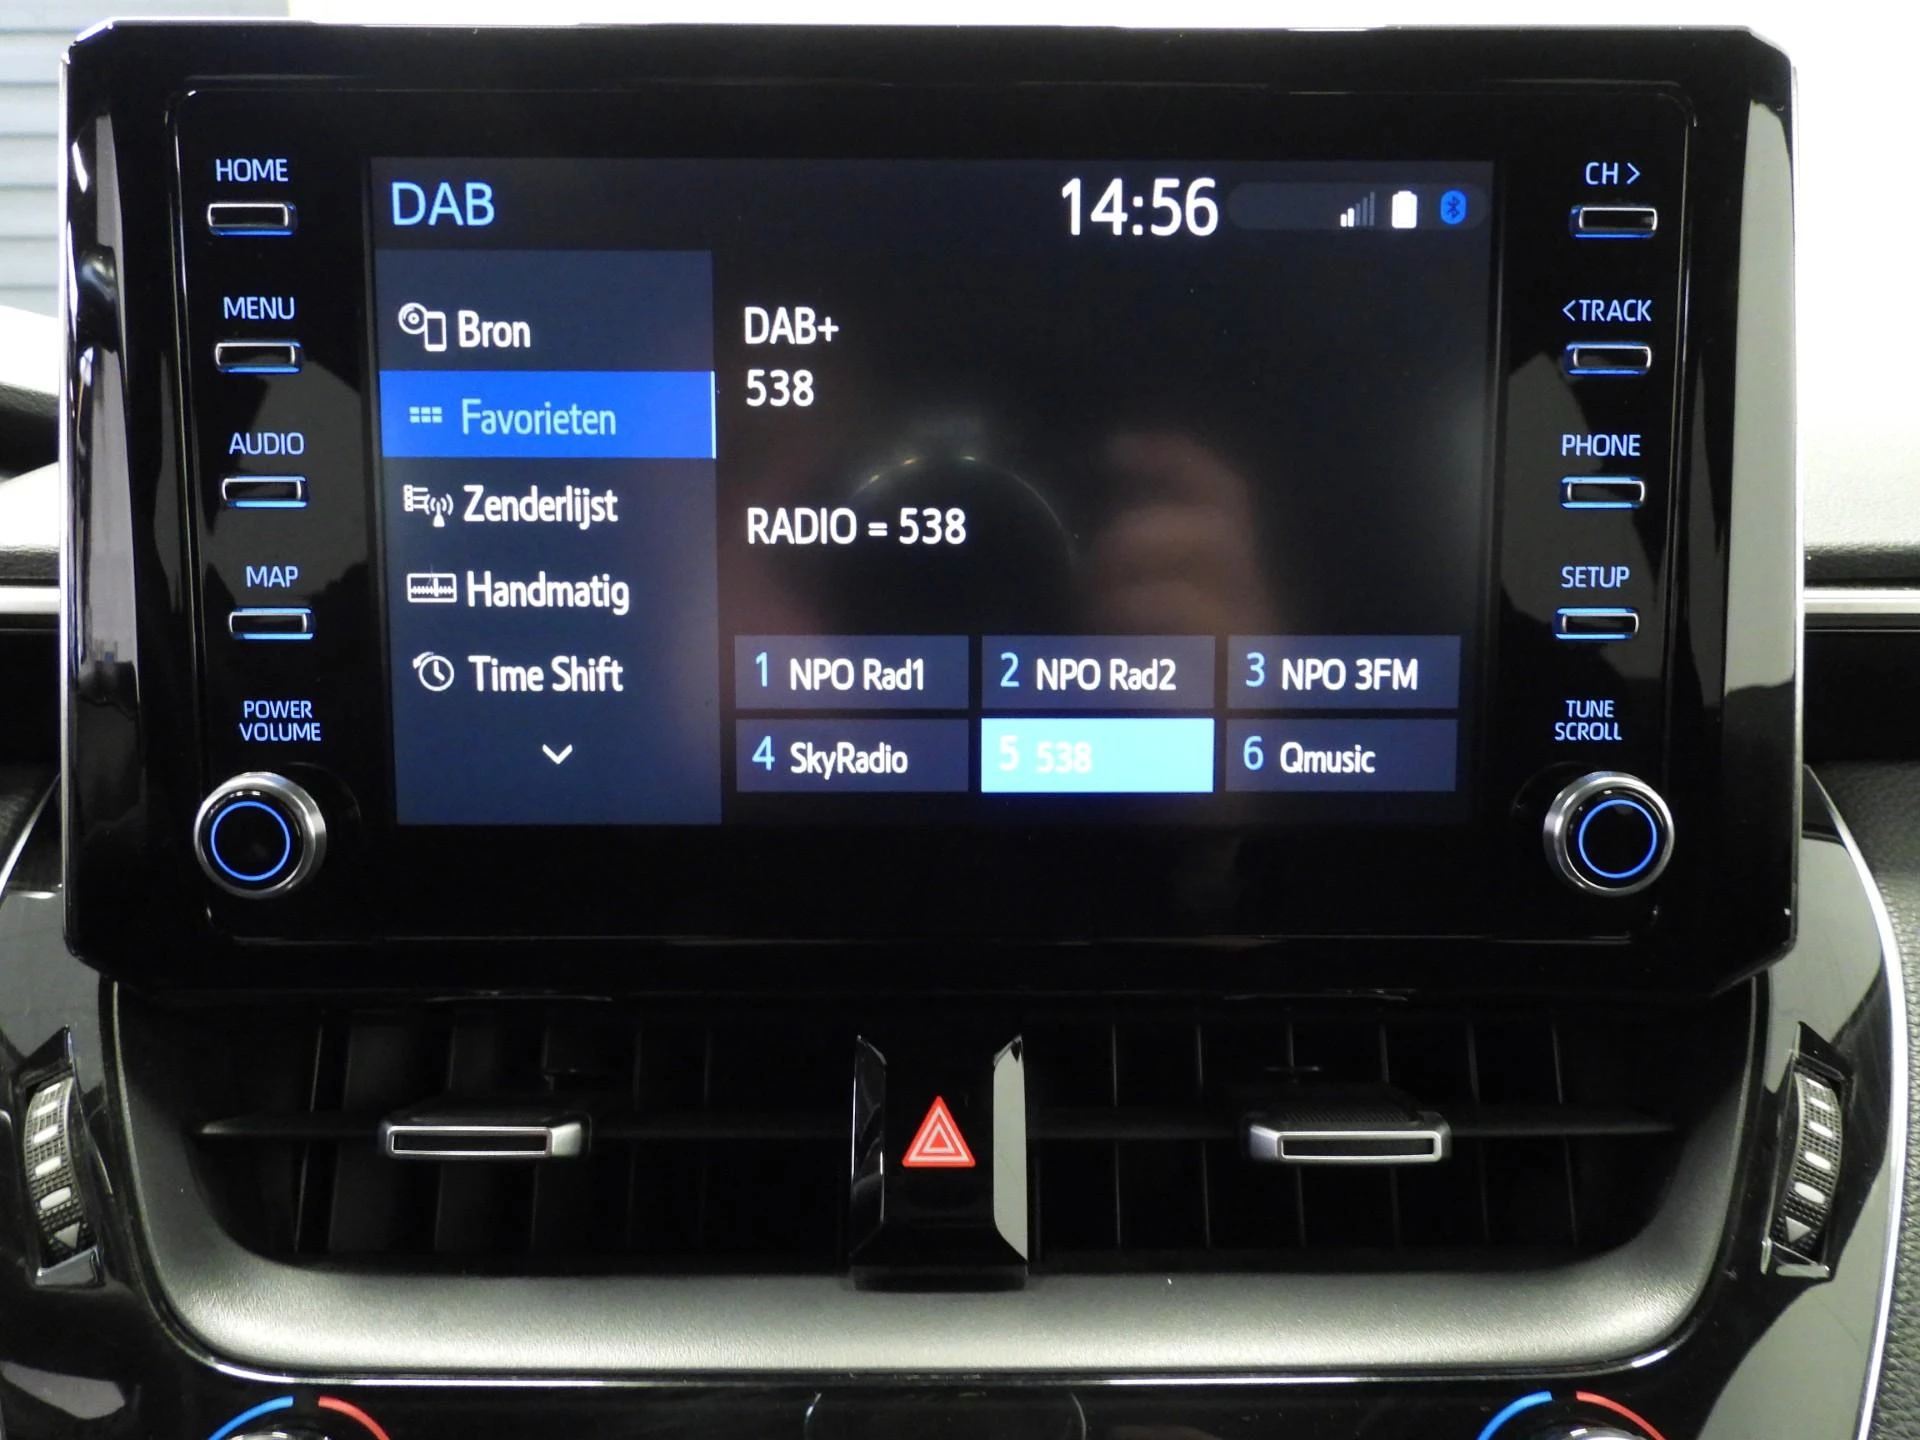 HOME
MENU
AUDIO
MAP
POWER
VOLUME
DAB
14:56
Bron
Favorieten
Zenderlijst
Handmatig
Time Shift
DAB+
538
RADIO = 538
1 NPO Rad1
2 NPO Rad2
3 NPO 3FM
4 SkyRadio
5 538
6 Qmusic
CH >
< TRACK
PHONE
SETUP
TUNE
SCROLL